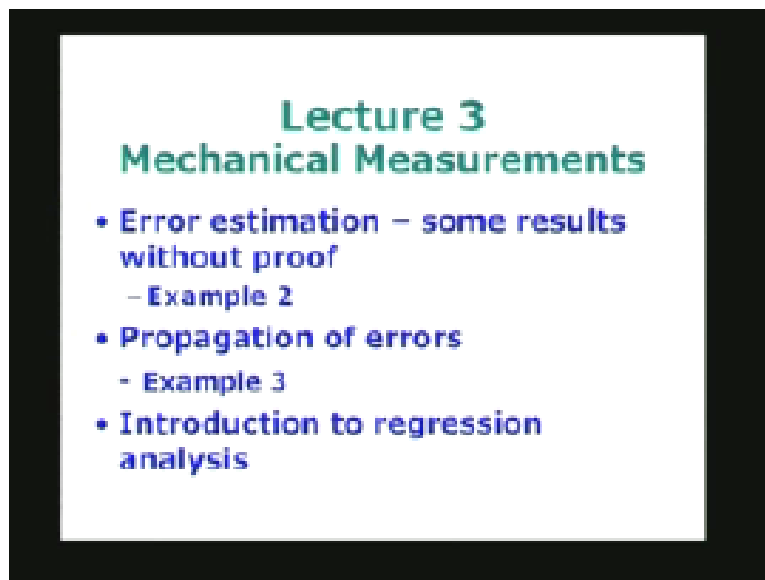 Lecture 3
Mechanical Measurements
• Error estimation – some results
without proof
– Example 2
• Propagation of errors
- Example 3
• Introduction to regression
analysis